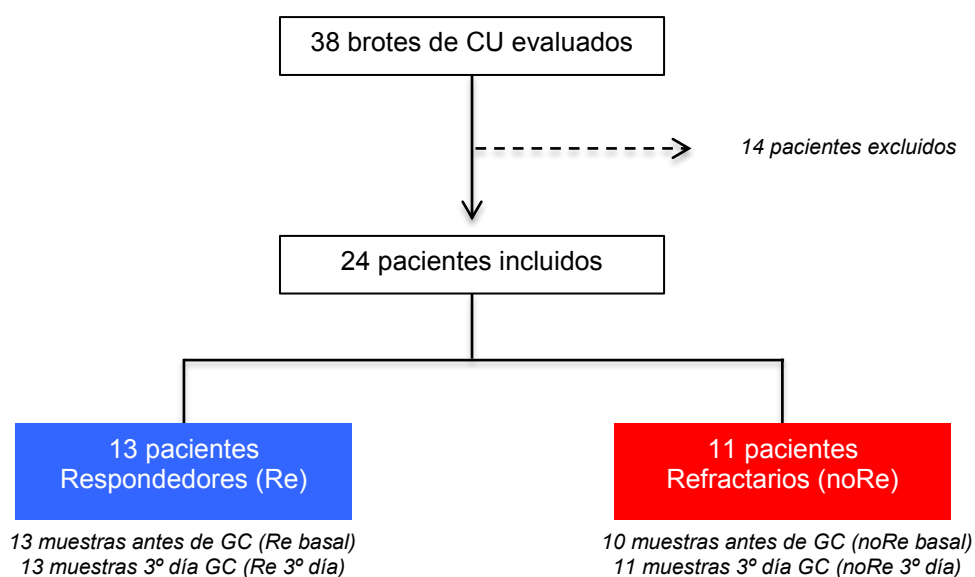 38 brotes de CU evaluados
14 pacientes excluidos
24 pacientes incluidos
13 pacientes
Respondedores (Re)
11 pacientes
Refractarios (noRe)
13 muestras antes de GC (Re basal)
13 muestras 3º día GC (Re 3º día)
10 muestras antes de GC (noRe basal)
11 muestras 3º día GC (noRe 3º día)